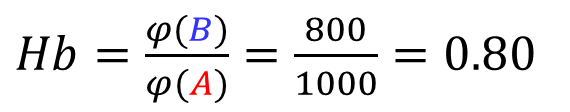 Hb = φ(B)/φ(A) = 800/1000 = 0.80